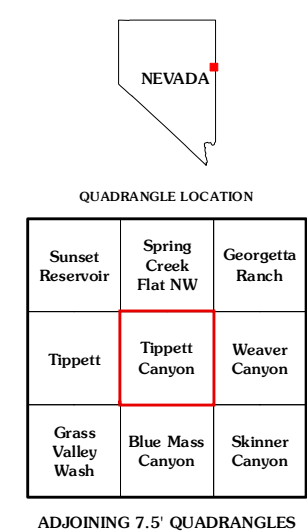 NEVADA
QUADRANGLE LOCATION
Sunset
Reservoir
Spring
Creek
Flat NW
Georgetta
Ranch
Tippett
Tippett
Canyon
Weaver
Canyon
Grass
Valley
Wash
Blue Mass
Canyon
Skinner
Canyon
ADJOINING 7.5' QUADRANGLES